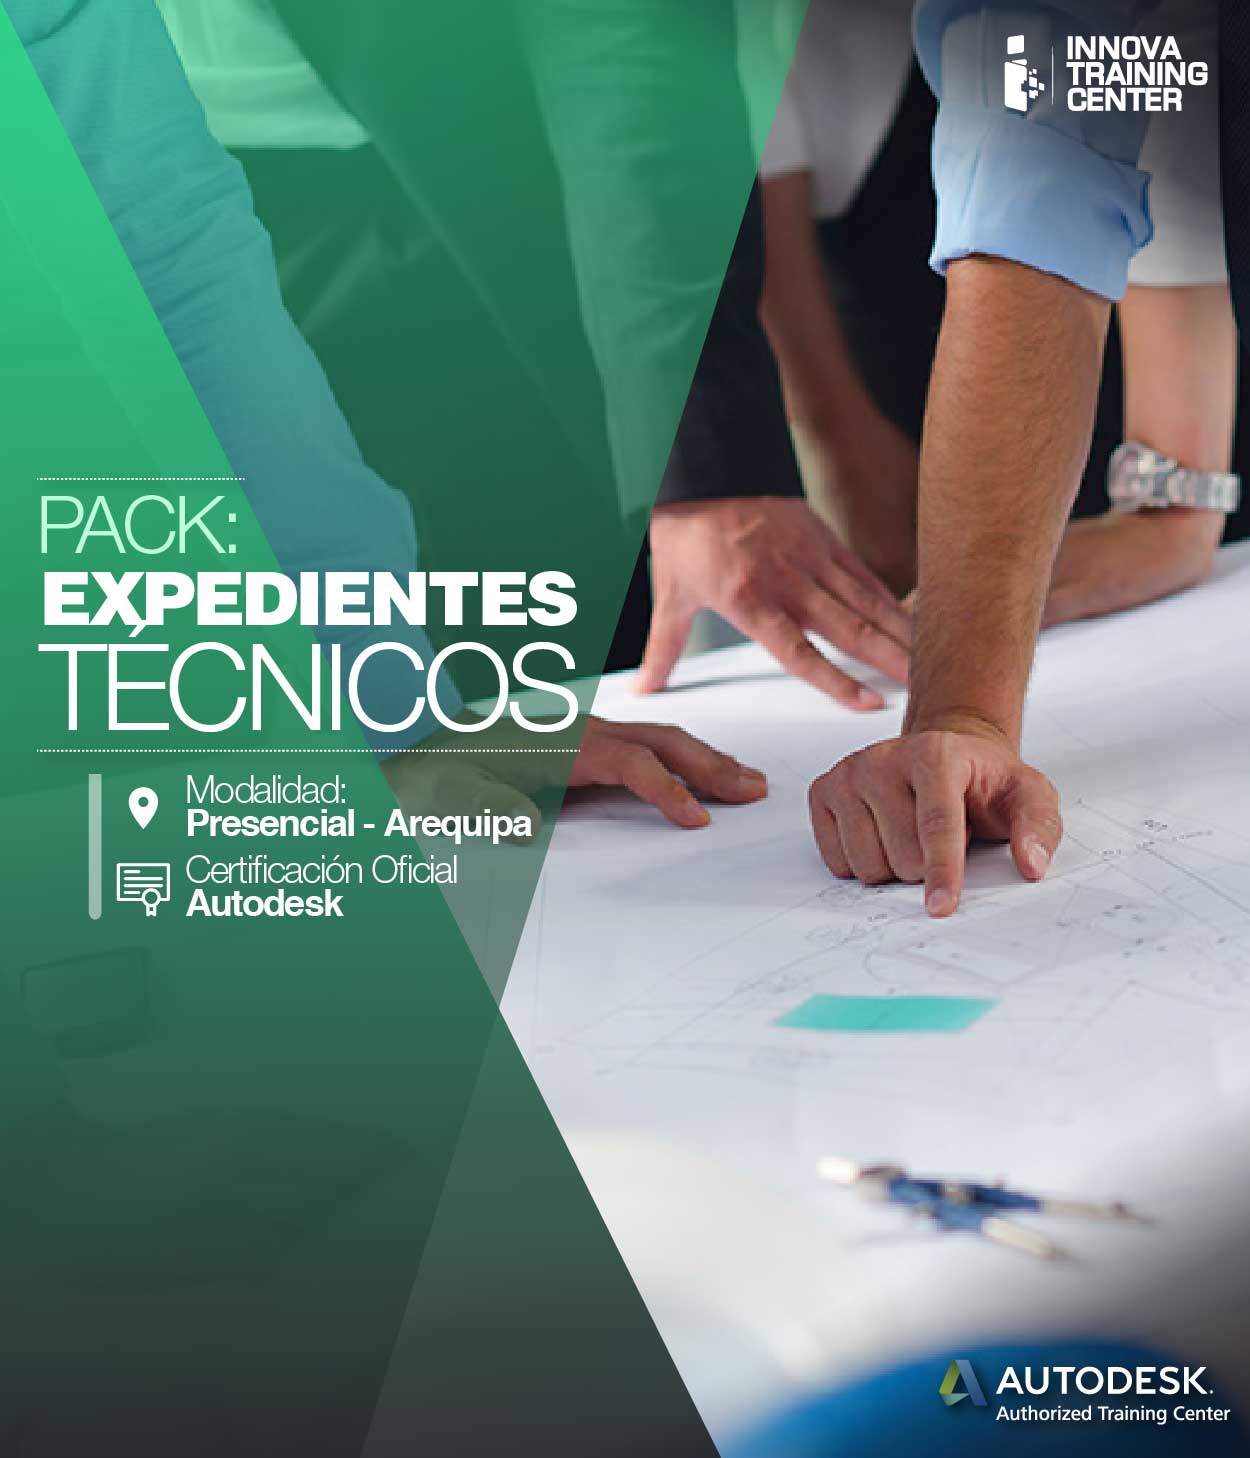 INNOVA
TRAINING
CENTER
PACK:
EXPEDIENTES
TÉCNICOS
Modalidad:
Presencial - Arequipa
Certificación Oficial
Autodesk
AUTODESK.
Authorized Training Center